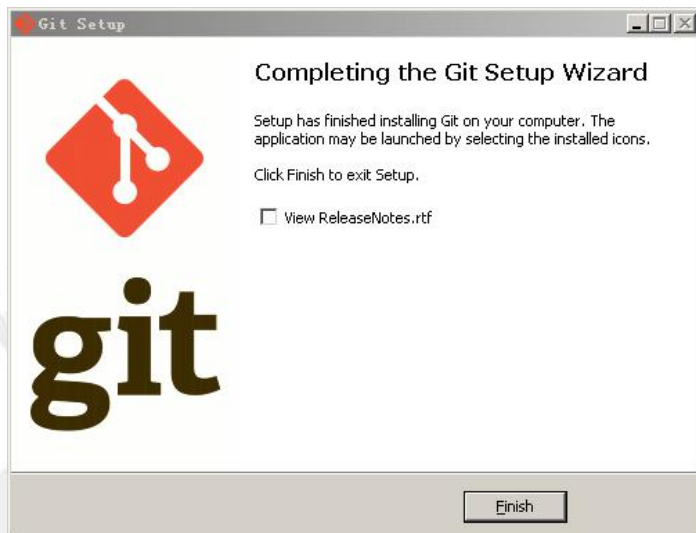 Git Setup
Completing the Git Setup Wizard
Setup has finished installing Git on your computer. The
application may be launched by selecting the installed icons.
Click Finish to exit Setup.
View ReleaseNotes.rtf
git
Finish